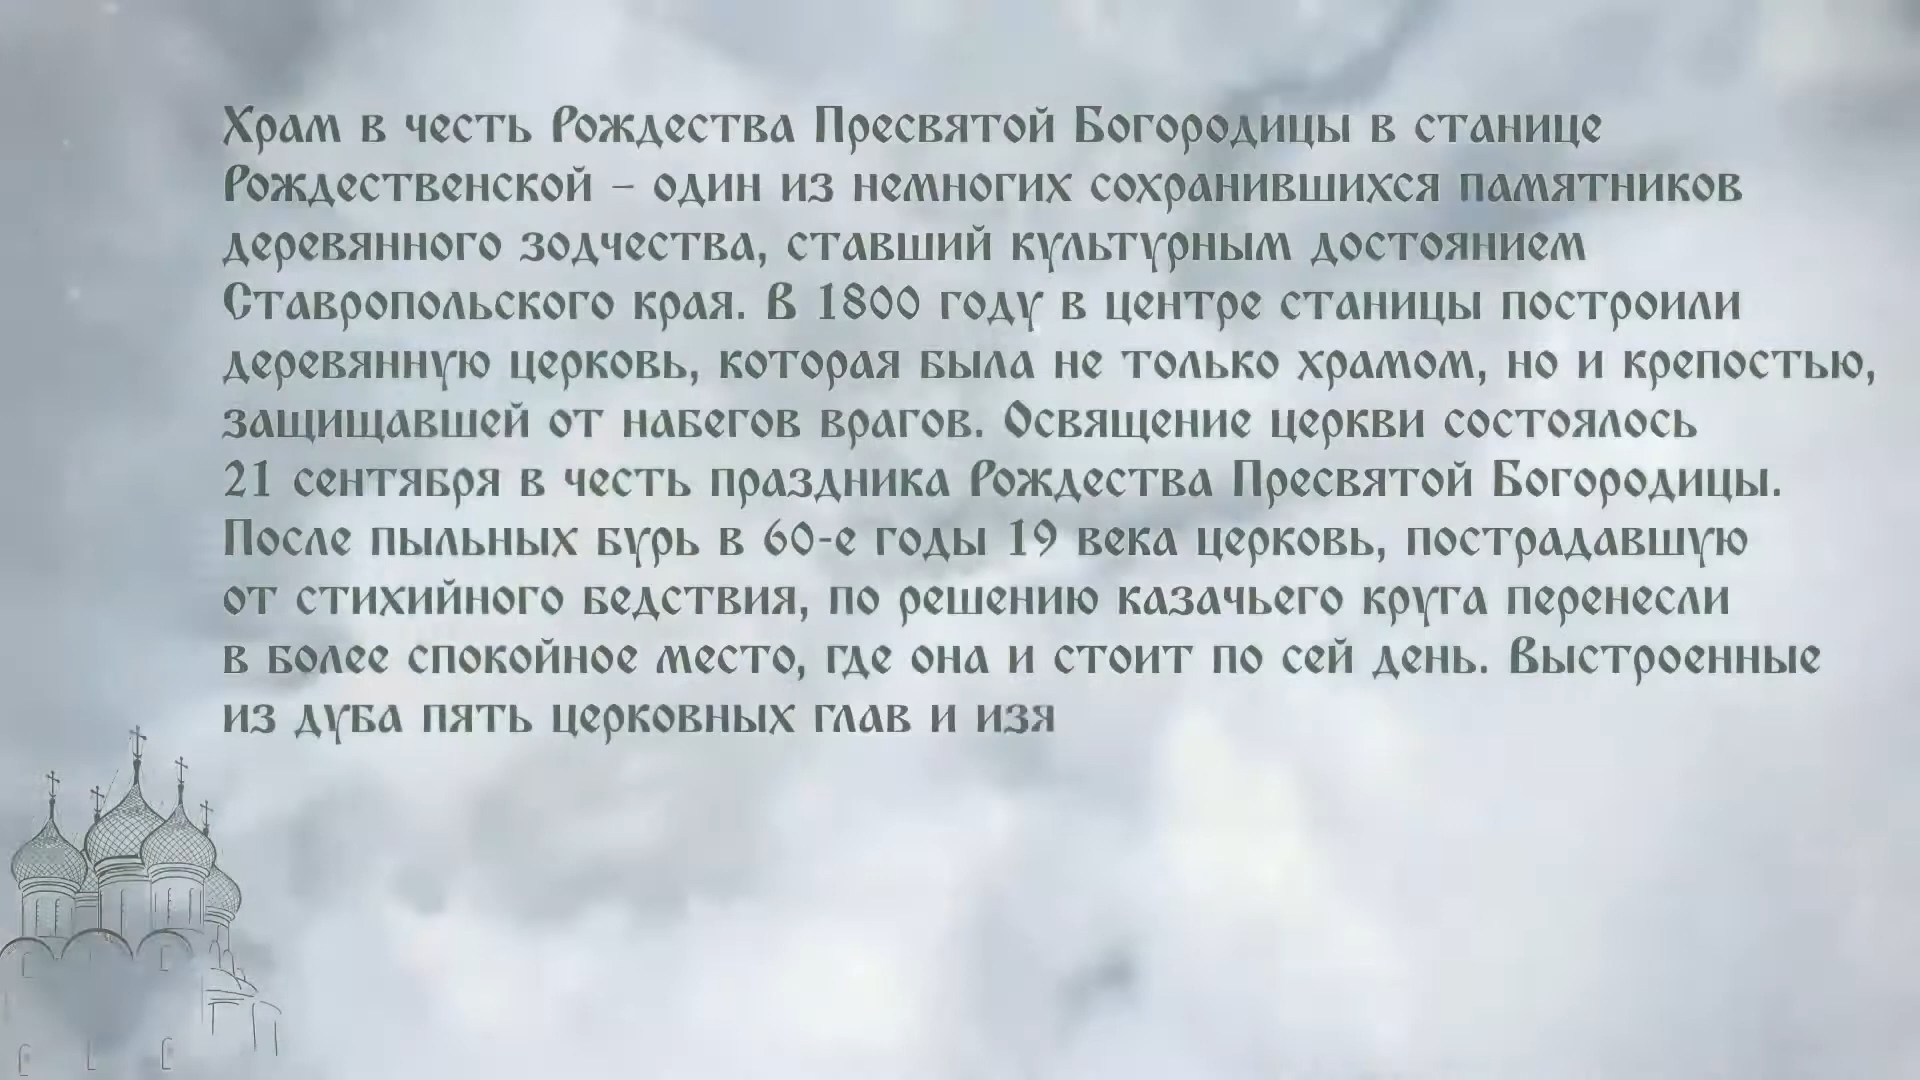 Храм в честь Рождества Пресвятой Богородицы в станице
Рождественской – один из немногих сохранившихся памятников
деревянного зодчества, ставший культурным достоянием
Ставропольского края. В 1800 году в центре станицы построили
деревянную церковь, которая была не только храмом, но и крепостью,
защищавшей от набегов врагов. Освящение церкви состоялось
21 сентября в честь праздника Рождества Пресвятой Богородицы.
После пыльных бурь в 60-е годы 19 века церковь, пострадавшую
от стихийного бедствия, по решению казачьего круга перенесли
в более спокойное место, где она и стоит по сей день. Выстроенные
из дуба пять церковных глав и изя